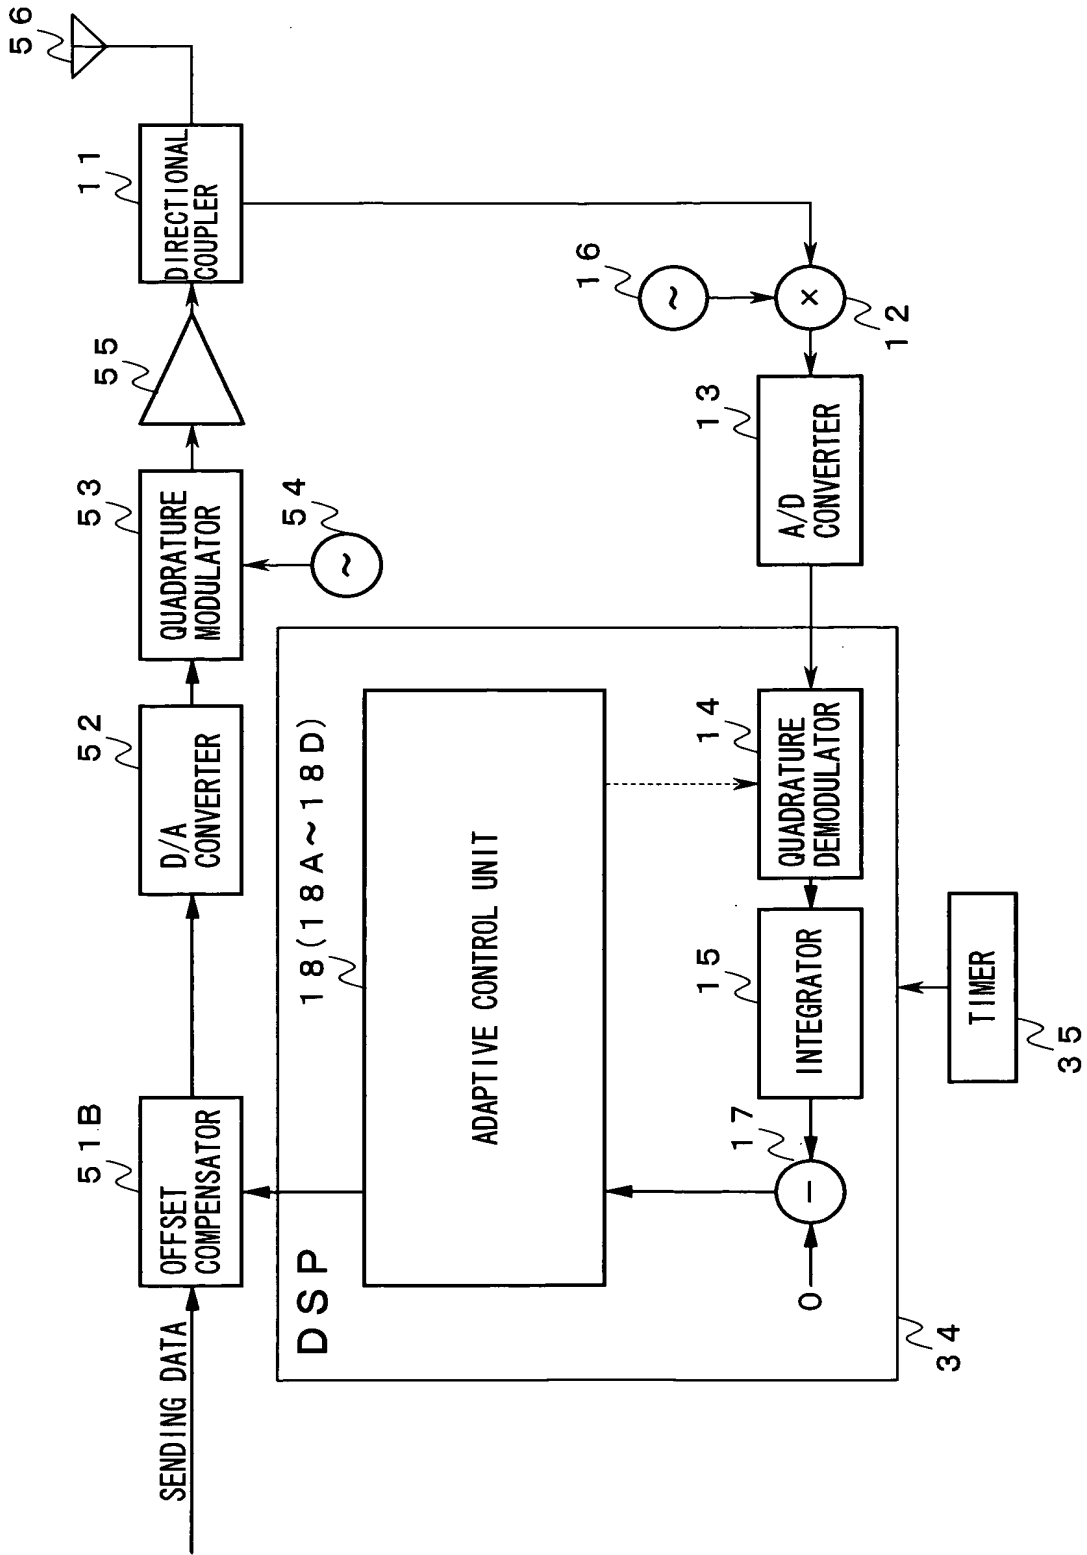 SENDING DATA
51B
OFFSET
COMPENSATOR
52
D/A
CONVERTER
53
QUADRATURE
MODULATOR
54
~
55
11
DIRECTIONAL
COUPLER
56
DSP
18(18A~18D)
ADAPTIVE CONTROL UNIT
16
~
×
12
13
A/D
CONVERTER
14
QUADRATURE
DEMODULATOR
15
INTEGRATOR
17
−
0
34
TIMER
35